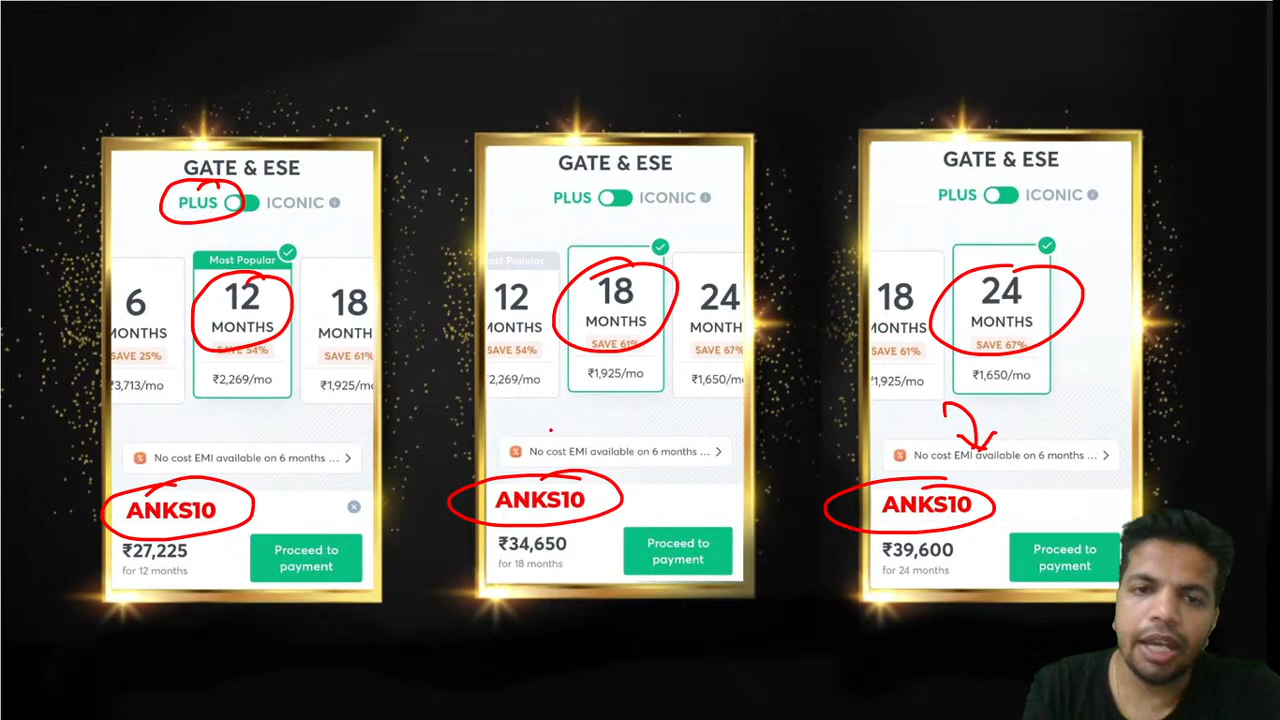 GATE & ESE
PLUS ICONIC
Most Popular
6 12 18
MONTHS MONTHS MONTHS
SAVE 25% SAVE 54% SAVE 61%
₹3,713/mo ₹2,269/mo ₹1,925/mo
No cost EMI available on 6 months ...
ANKS10
₹27,225
for 12 months
Proceed to
payment
GATE & ESE
PLUS ICONIC
ost Popular
12 18 24
MONTHS MONTHS MONTHS
SAVE 54% SAVE 61% SAVE 67%
2,269/mo ₹1,925/mo ₹1,650/mo
No cost EMI available on 6 months ...
ANKS10
₹34,650
for 18 months
Proceed to
payment
GATE & ESE
PLUS ICONIC
18 24
MONTHS MONTHS
SAVE 61% SAVE 67%
₹1,925/mo ₹1,650/mo
No cost EMI available on 6 months ...
ANKS10
₹39,600
for 24 months
Proceed to
payment